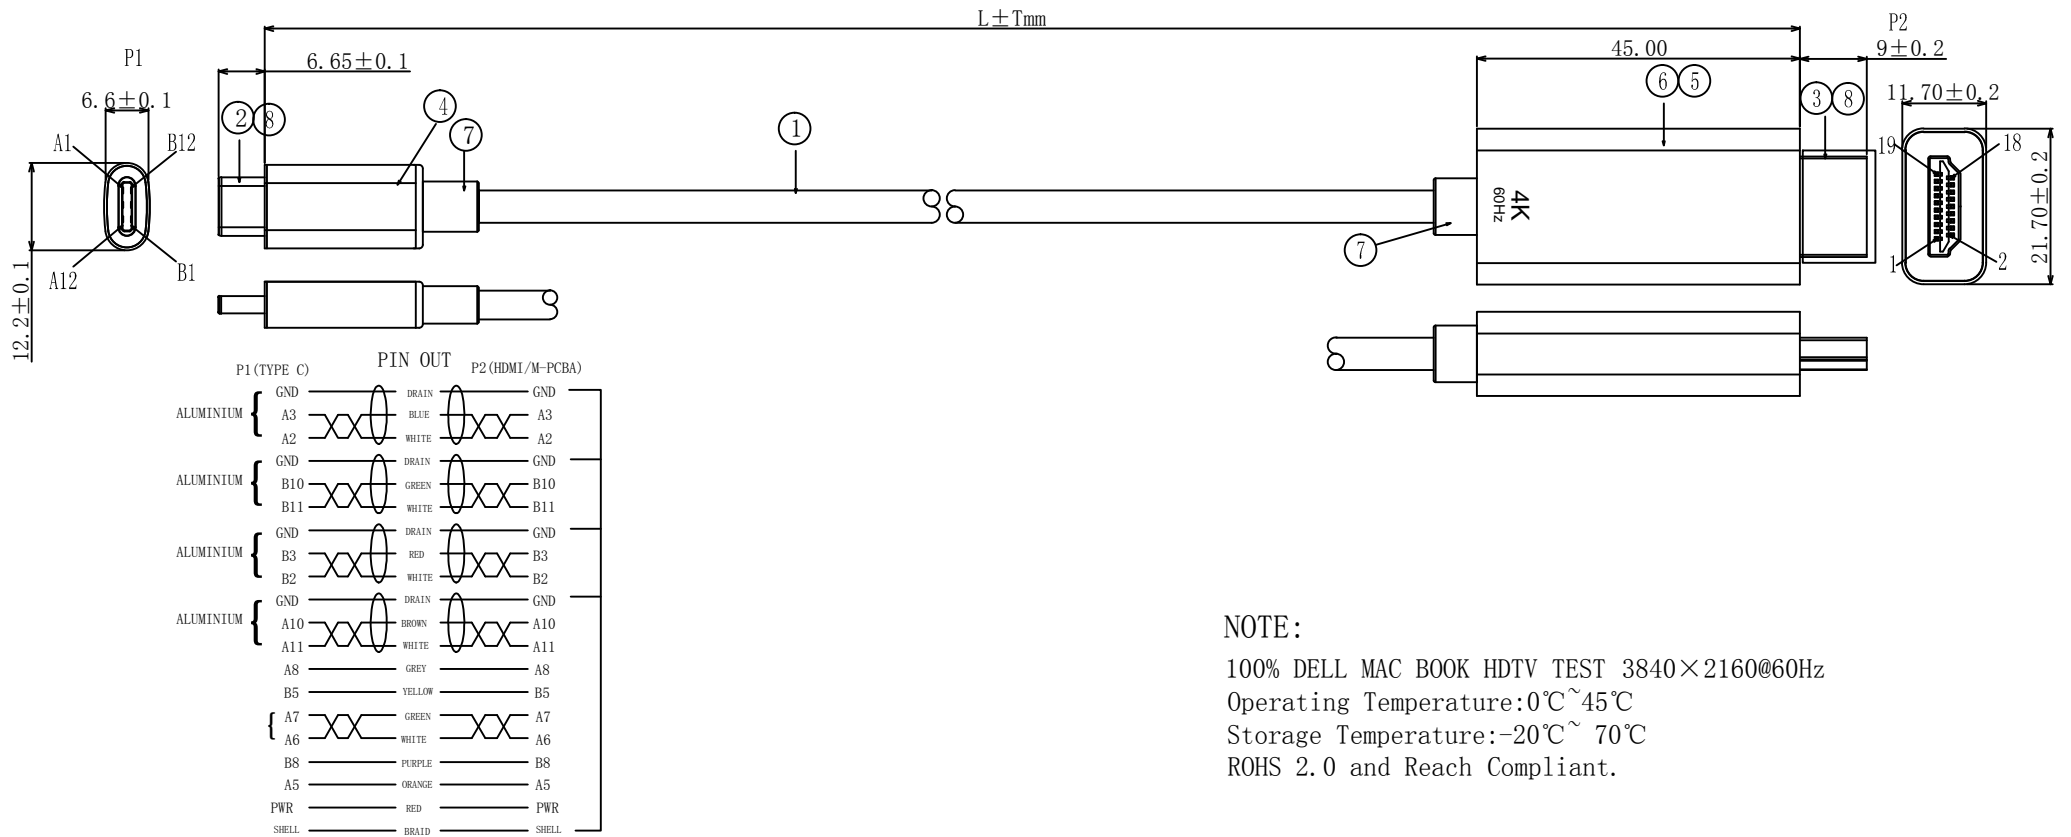 L±Tmm
P2
P1
6.65±0.1
45.00
9±0.2
6.6±0.1
2 8
4
7
1
6 5
3 8
11.70±0.2
A1
B12
19
18
12.2±0.1
A12
B1
4K
60Hz
7
1
2
21.70±0.2
PIN OUT
P1(TYPE C)
P2(HDMI/M-PCBA)
GND DRAIN GND
ALUMINIUM { A3 BLUE A3
A2 WHITE A2
GND DRAIN GND
ALUMINIUM { B10 GREEN B10
B11 WHITE B11
GND DRAIN GND
ALUMINIUM { B3 RED B3
B2 WHITE B2
GND DRAIN GND
ALUMINIUM { A10 BROWN A10
A11 WHITE A11
A8 GREY A8
B5 YELLOW B5
{ A7 GREEN A7
A6 WHITE A6
B8 PURPLE B8
A5 ORANGE A5
PWR RED PWR
SHELL BRAID SHELL
NOTE:
100% DELL MAC BOOK HDTV TEST 3840×2160@60Hz
Operating Temperature:0℃~45℃
Storage Temperature:-20℃~ 70℃
ROHS 2.0 and Reach Compliant.